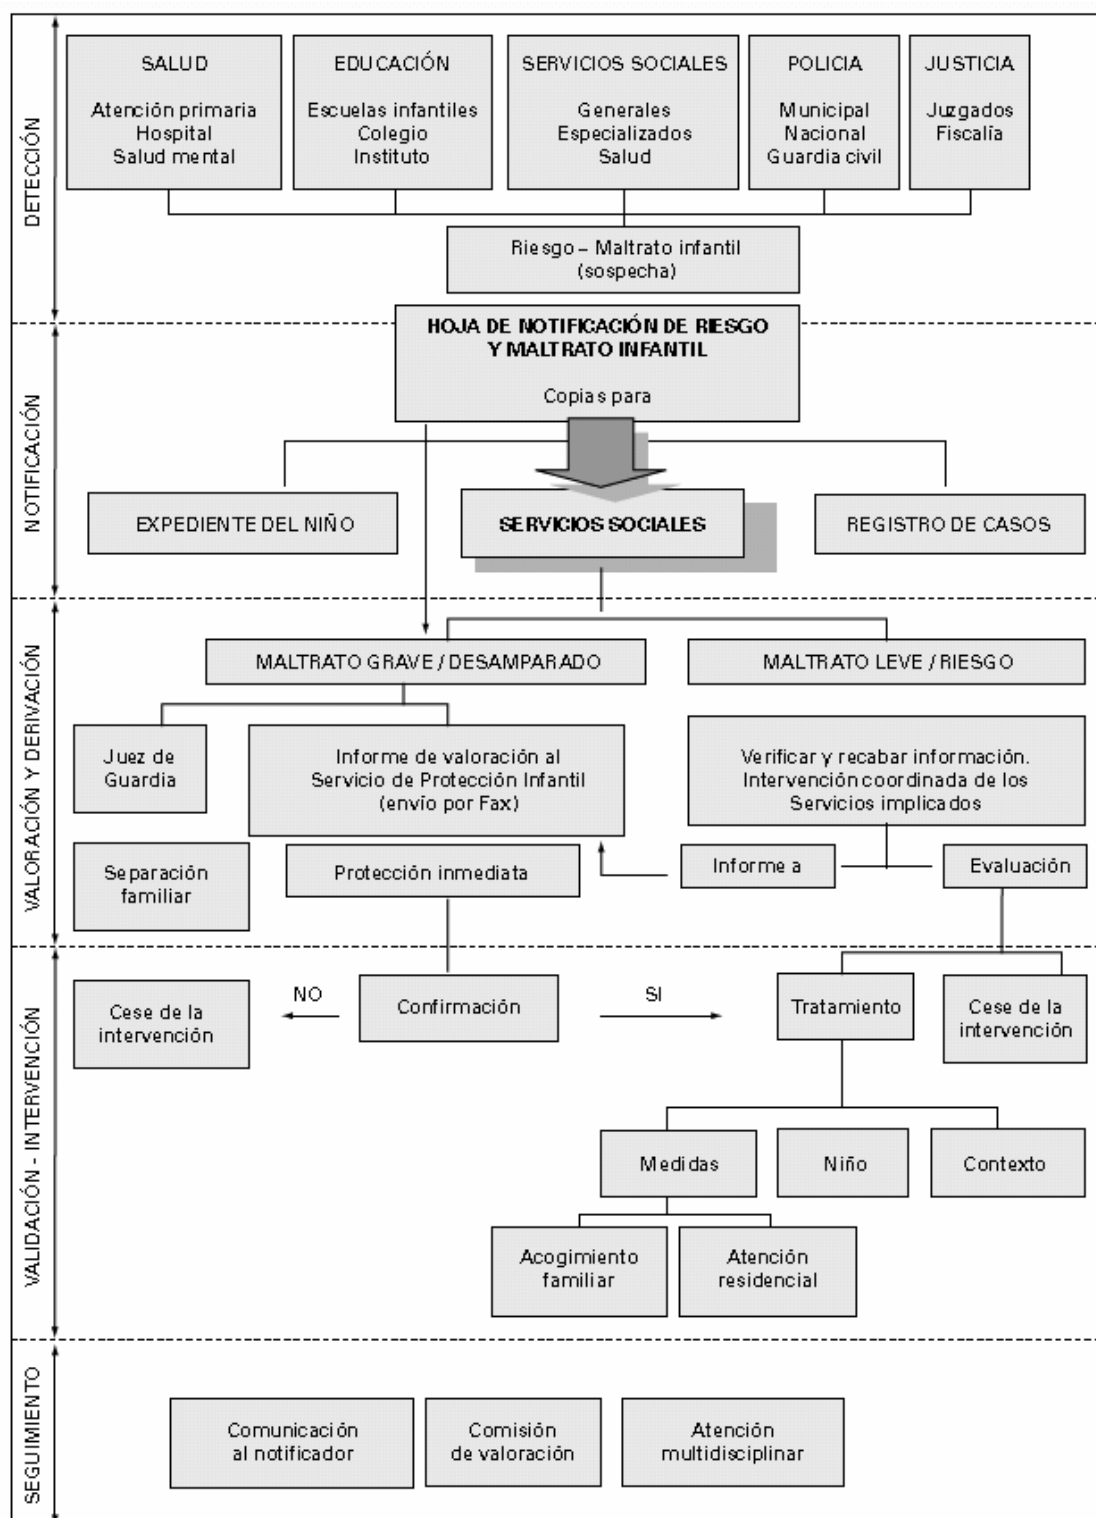 DETECCIÓN
SALUD
Atención primaria
Hospital
Salud mental
EDUCACIÓN
Escuelas infantiles
Colegio
Instituto
SERVICIOS SOCIALES
Generales
Especializados
Salud
POLICIA
Municipal
Nacional
Guardia civil
JUSTICIA
Juzgados
Fiscalía
Riesgo – Maltrato infantil
(sospecha)
NOTIFICACIÓN
HOJA DE NOTIFICACIÓN DE RIESGO
Y MALTRATO INFANTIL
Copias para
EXPEDIENTE DEL NIÑO
SERVICIOS SOCIALES
REGISTRO DE CASOS
VALORACIÓN Y DERIVACIÓN
MALTRATO GRAVE / DESAMPARADO
MALTRATO LEVE / RIESGO
Juez de
Guardia
Informe de valoración al
Servicio de Protección Infantil
(envío por Fax)
Verificar y recabar información.
Intervención coordinada de los
Servicios implicados
Separación
familiar
Protección inmediata
Informe a
Evaluación
VALIDACIÓN - INTERVENCIÓN
Cese de la
intervención
NO
Confirmación
SI
Tratamiento
Cese de la
intervención
Medidas
Niño
Contexto
Acogimiento
familiar
Atención
residencial
SEGUIMIENTO
Comunicación
al notificador
Comisión
de valoración
Atención
multidisciplinar